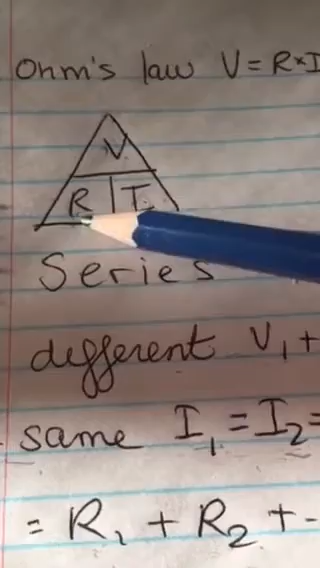 Ohm's law V = R*I
V
R I
Series
different V₁ +
same I₁ = I₂ =
= R₁ + R₂ + -